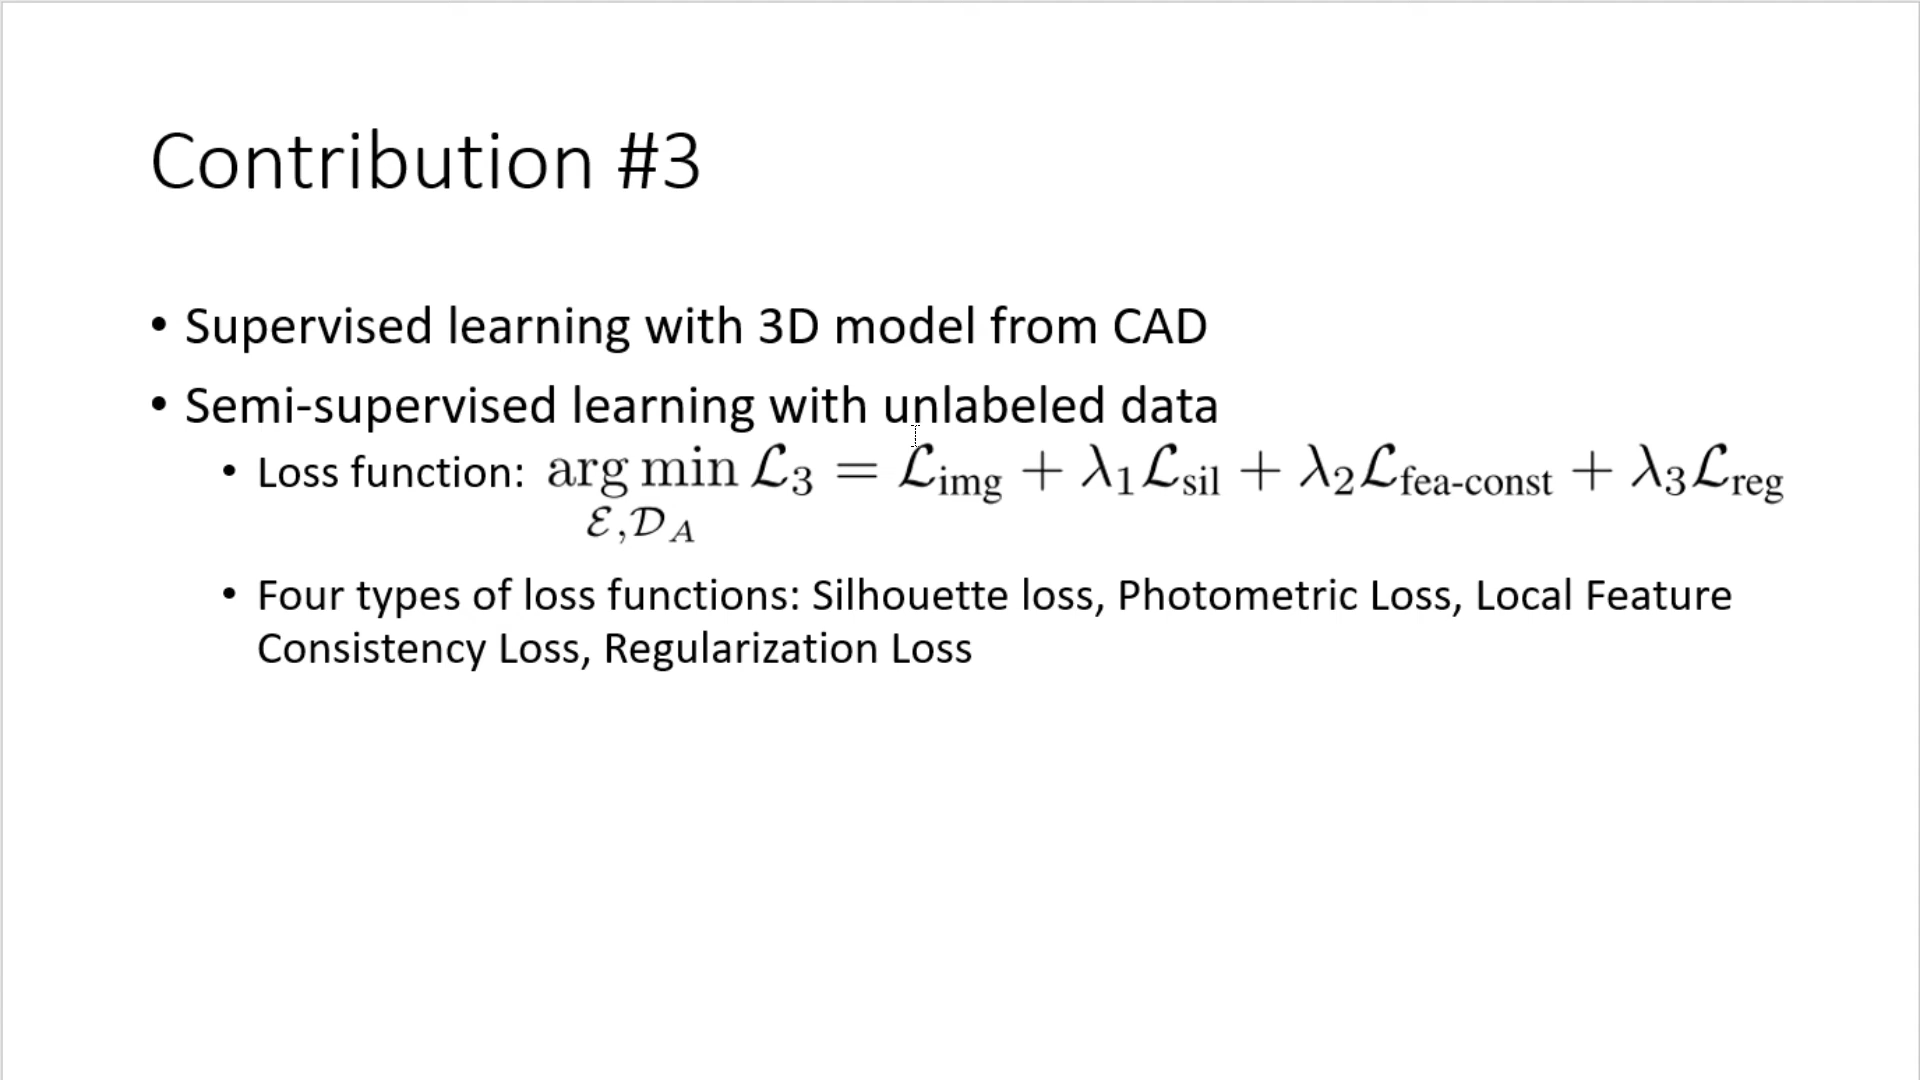 Contribution #3
• Supervised learning with 3D model from CAD
• Semi-supervised learning with unlabeled data
• Loss function: arg min ℒ₃ = ℒ_img + λ₁ℒ_sil + λ₂ℒ_fea-const + λ₃ℒ_reg
ℰ,𝒟_A
• Four types of loss functions: Silhouette loss, Photometric Loss, Local Feature
Consistency Loss, Regularization Loss